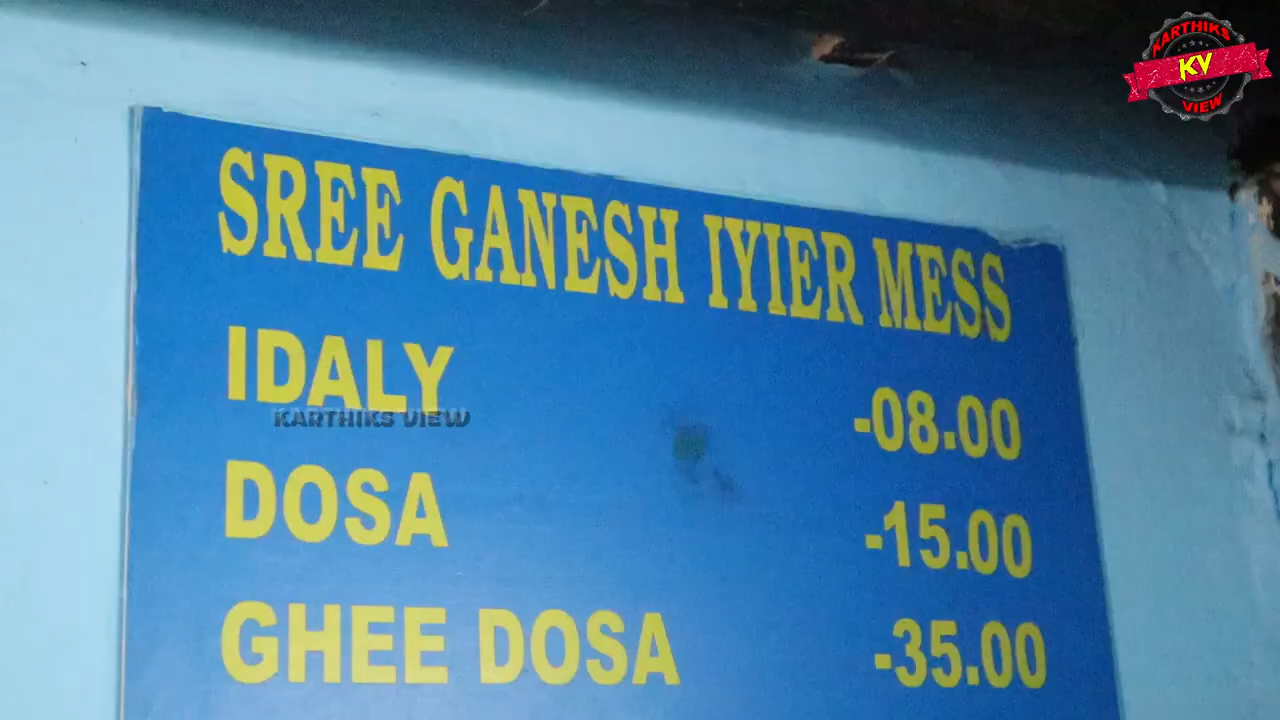 KARTHIKS
KV
VIEW
SREE GANESH IYIER MESS
IDALY -08.00
KARTHIKS VIEW
DOSA -15.00
GHEE DOSA -35.00